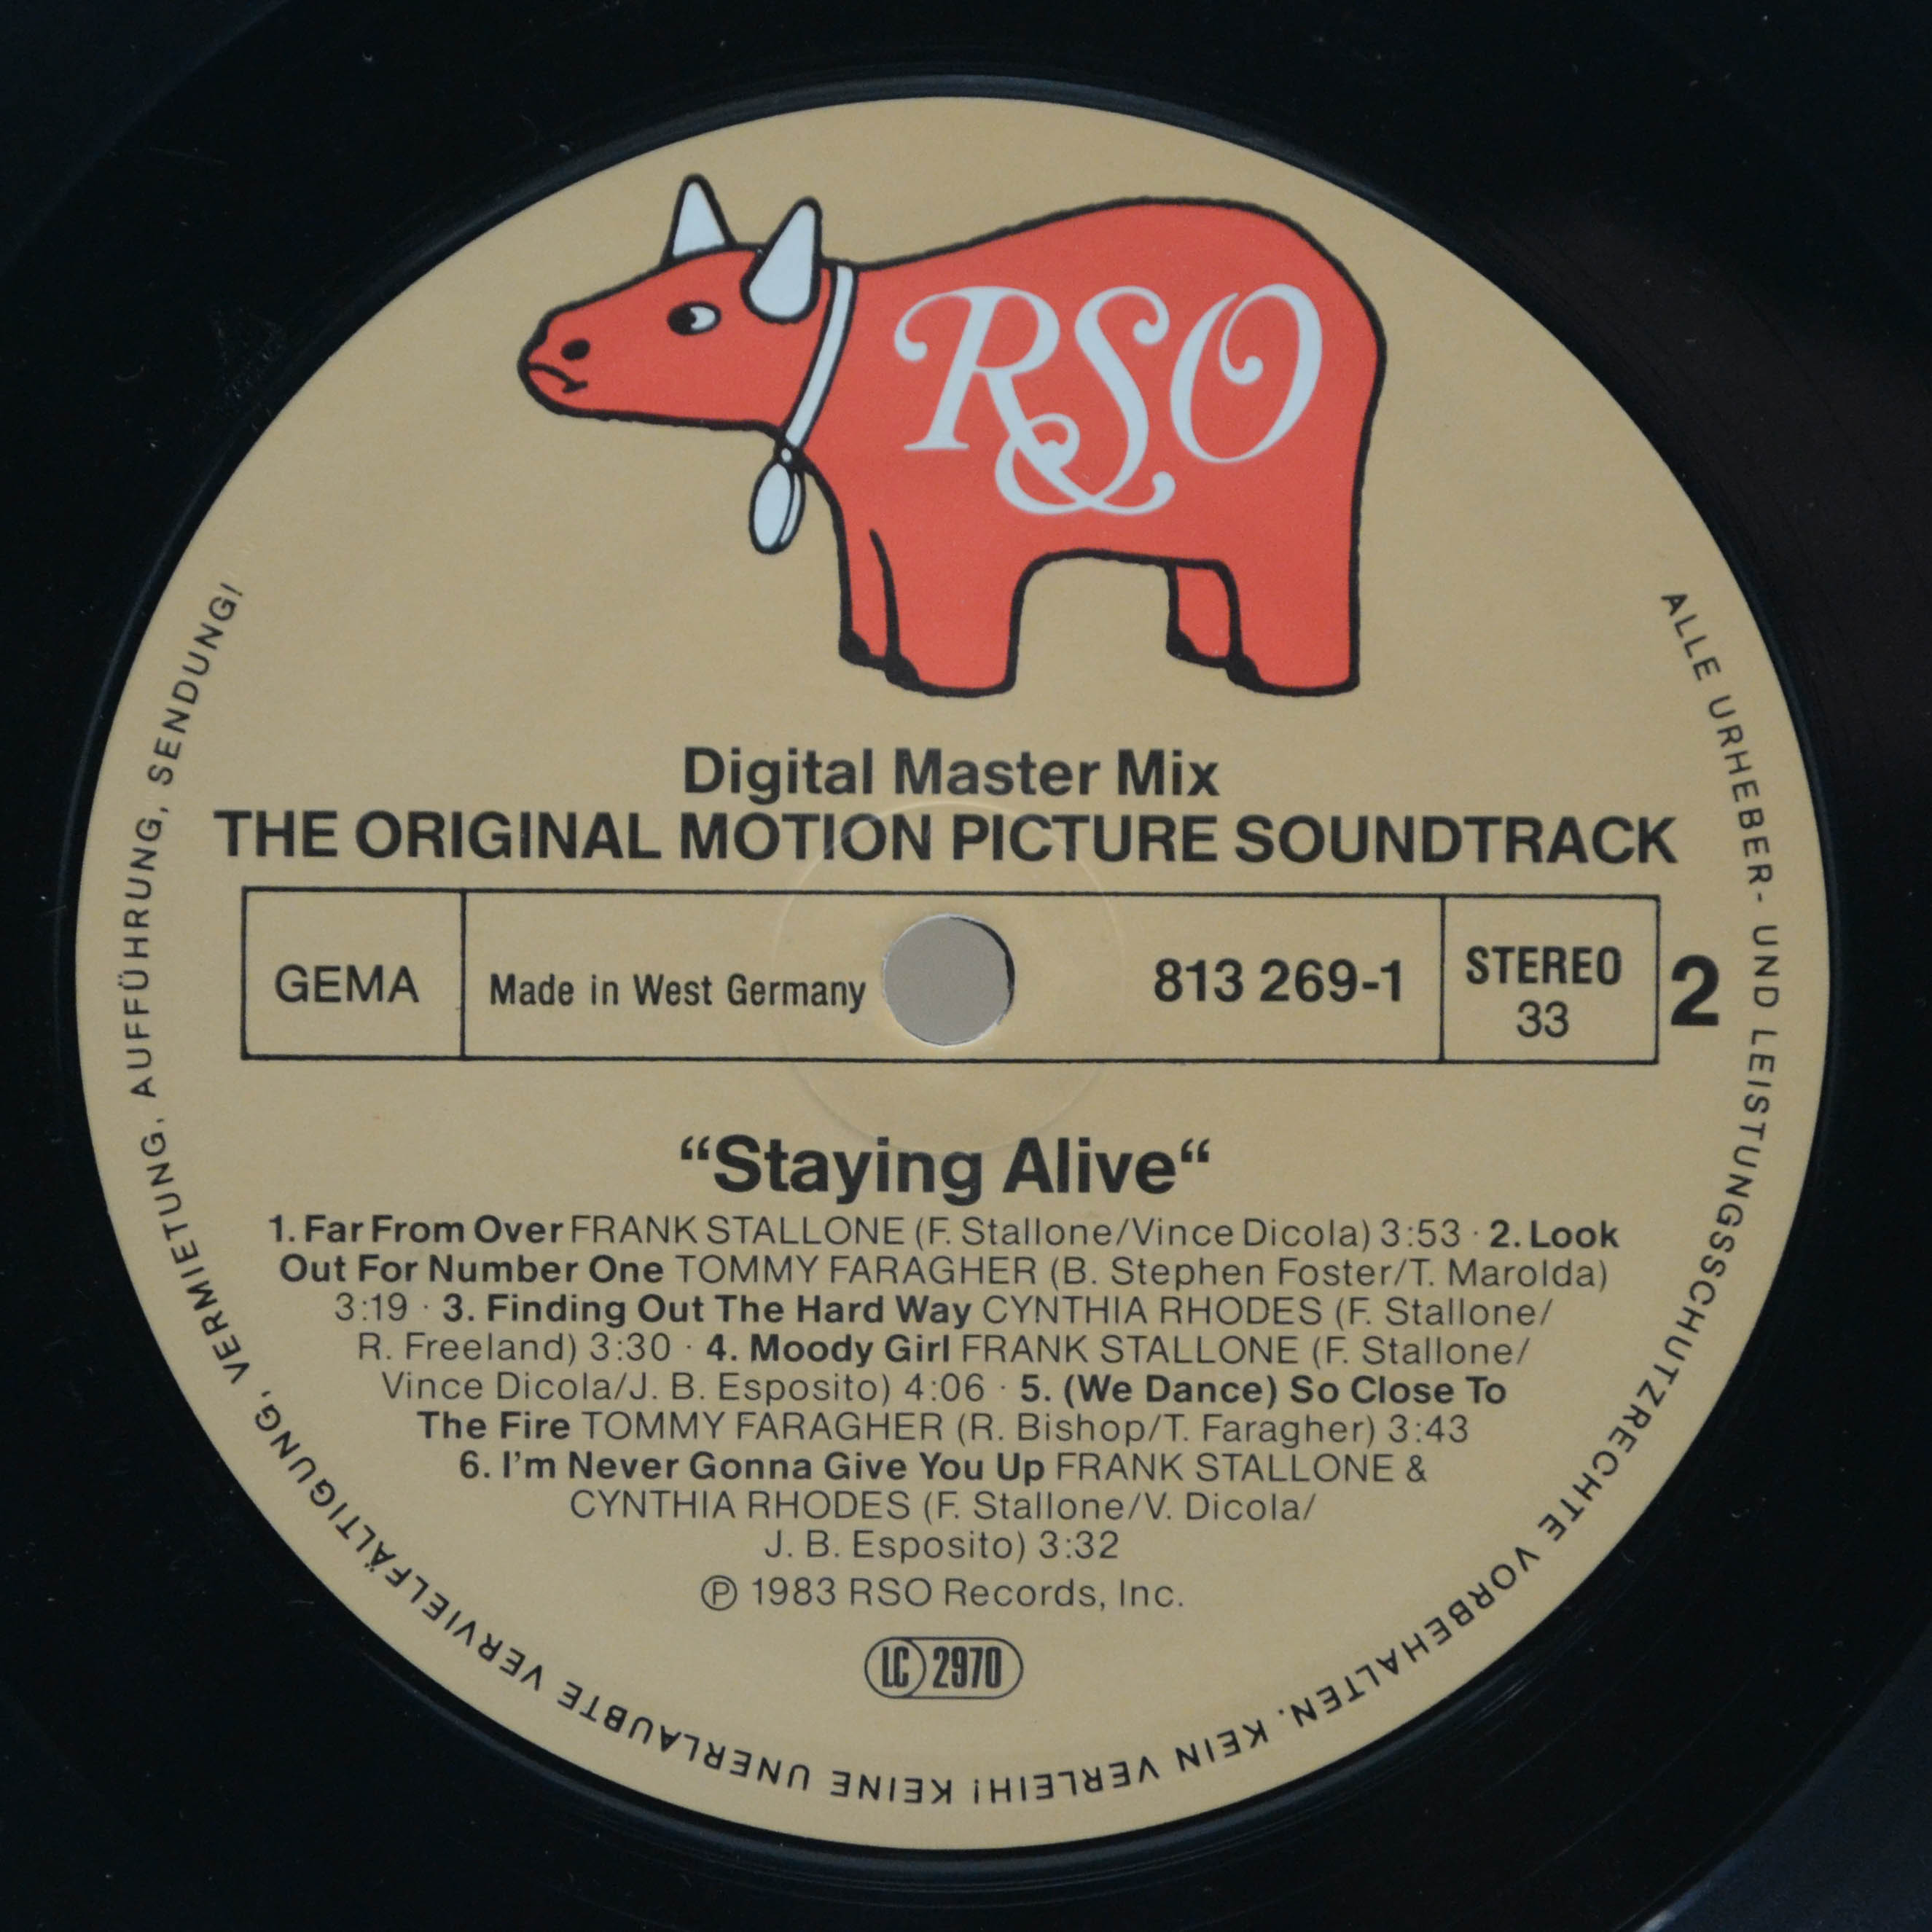 RSO
Digital Master Mix
THE ORIGINAL MOTION PICTURE SOUNDTRACK
GEMA
Made in West Germany
813 269-1
STEREO
33
2
“Staying Alive“
1. Far From Over FRANK STALLONE (F. Stallone/Vince Dicola) 3:53 · 2. Look
Out For Number One TOMMY FARAGHER (B. Stephen Foster/T. Marolda)
3:19 · 3. Finding Out The Hard Way CYNTHIA RHODES (F. Stallone/
R. Freeland) 3:30 · 4. Moody Girl FRANK STALLONE (F. Stallone/
Vince Dicola/J. B. Esposito) 4:06 · 5. (We Dance) So Close To
The Fire TOMMY FARAGHER (R. Bishop/T. Faragher) 3:43
6. I'm Never Gonna Give You Up FRANK STALLONE &
CYNTHIA RHODES (F. Stallone/V. Dicola/
J. B. Esposito) 3:32
℗ 1983 RSO Records, Inc.
LC 2970
ALLE URHEBER- UND LEISTUNGSSCHUTZRECHTE VORBEHALTEN. KEIN VERLEIH! KEINE UNERLAUBTE VERVIELFÄLTIGUNG, VERMIETUNG, AUFFÜHRUNG, SENDUNG!